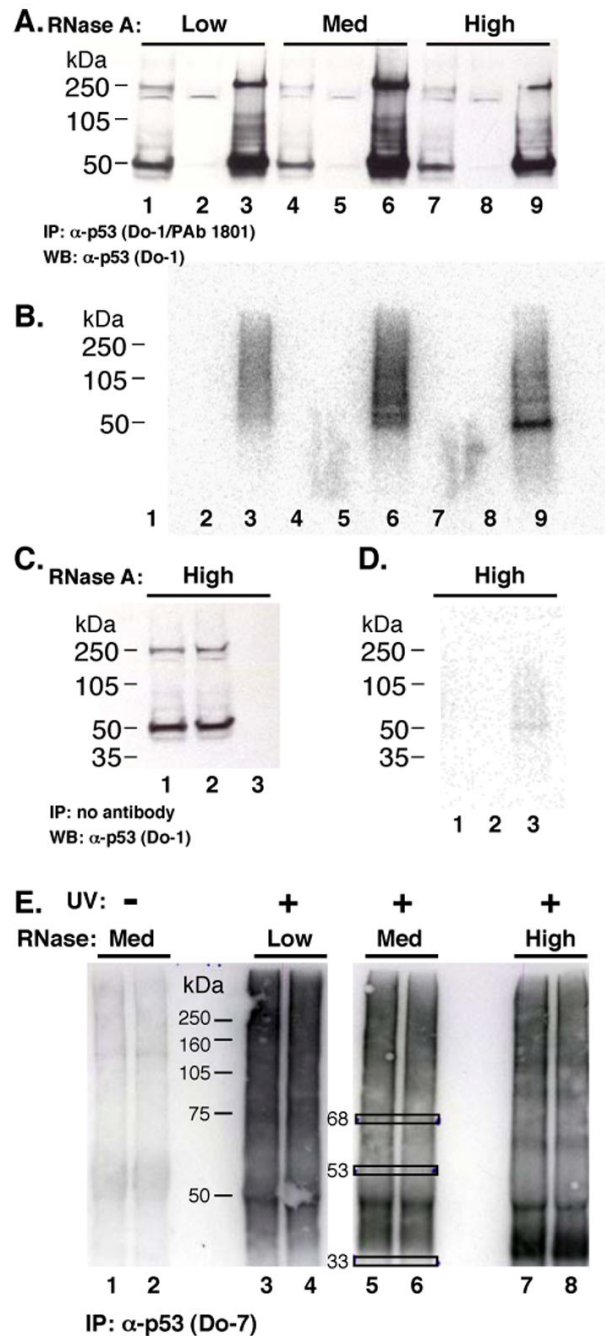 A. RNase A: Low Med High
kDa
250
105
50
1 2 3 4 5 6 7 8 9
IP: α-p53 (Do-1/PAb 1801)
WB: α-p53 (Do-1)
B. kDa
250
105
50
1 2 3 4 5 6 7 8 9
C. RNase A: High
kDa
250
105
50
35
1 2 3
IP: no antibody
WB: α-p53 (Do-1)
D. High
kDa
250
105
50
35
1 2 3
E. UV: - + + +
RNase: Med Low Med High
kDa
250
160
105
75
68
53
50
33
1 2 3 4 5 6 7 8
IP: α-p53 (Do-7)